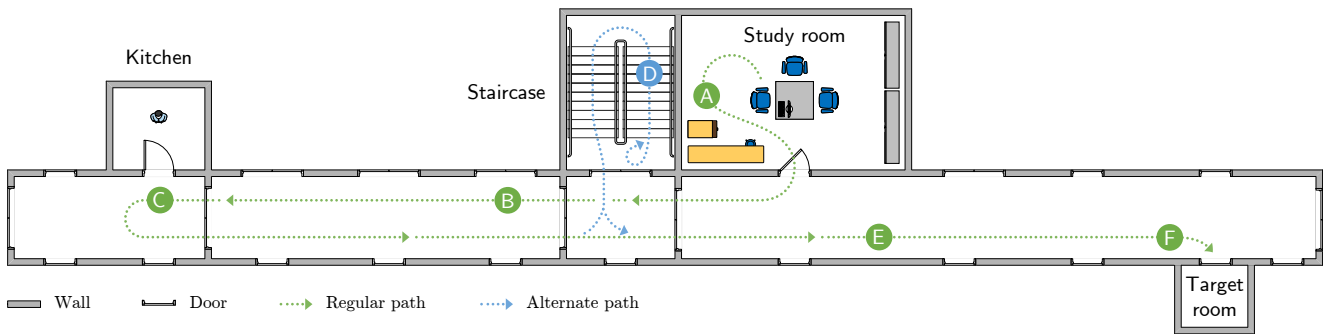 Kitchen
Staircase
Study room
A
B
C
D
E
F
Target
room
Wall
Door
Regular path
Alternate path